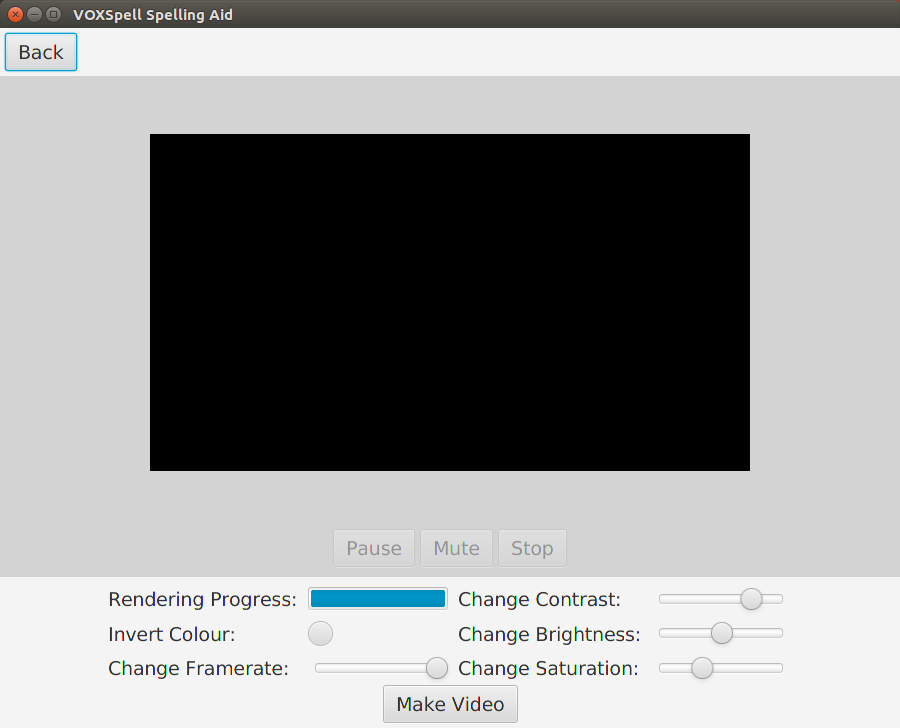 VOXSpell Spelling Aid
Back
Pause Mute Stop
Rendering Progress: Change Contrast:
Invert Colour: Change Brightness:
Change Framerate: Change Saturation:
Make Video